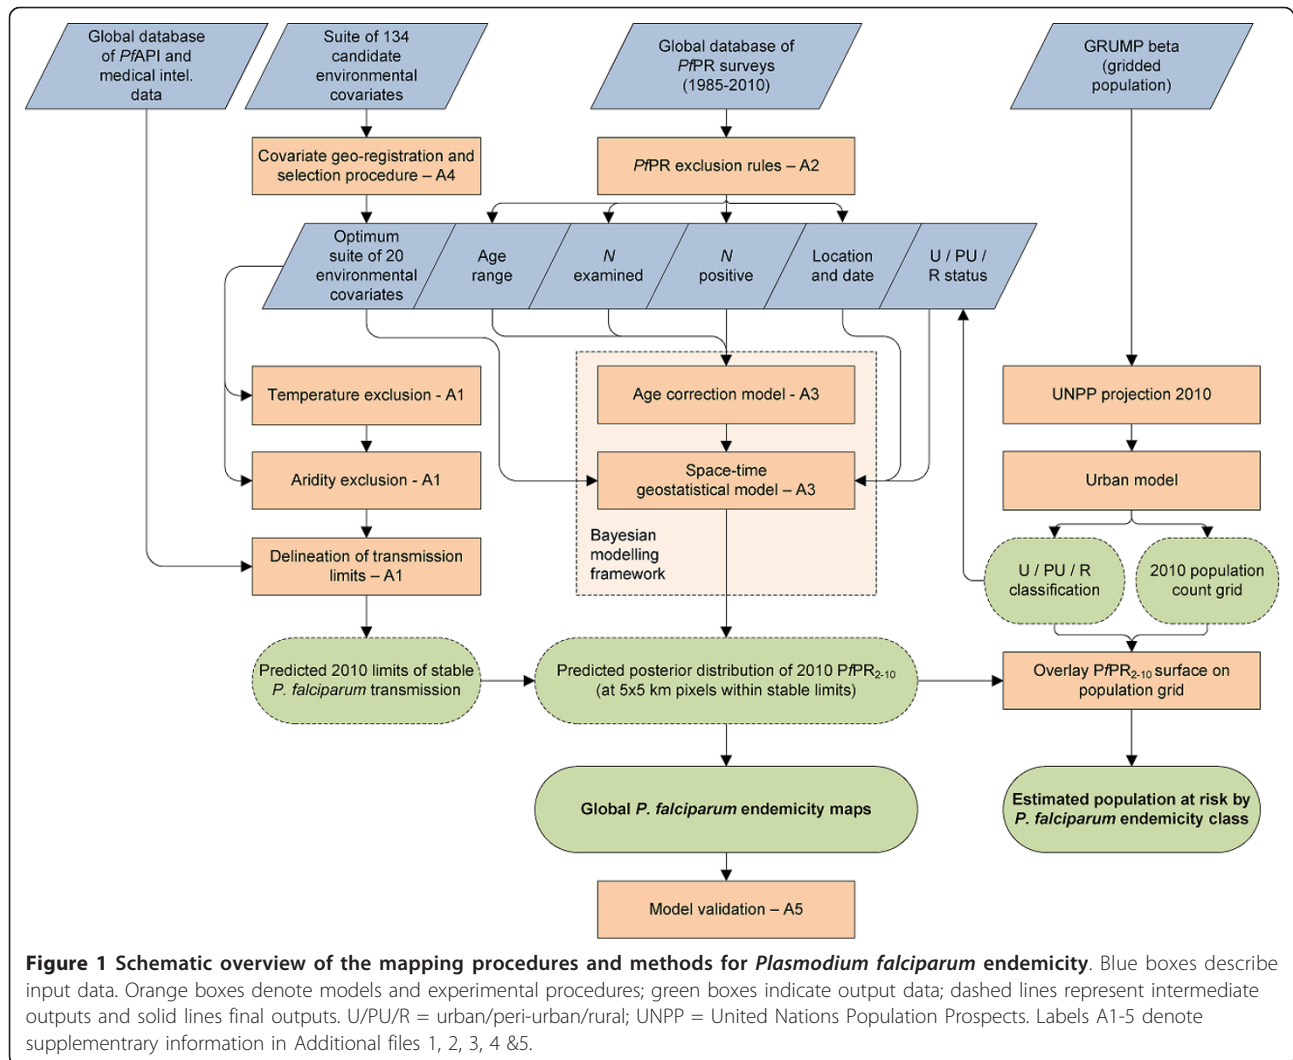 Global database
of PfAPI and
medical intel.
data
Suite of 134
candidate
environmental
covariates
Global database of
PfPR surveys
(1985-2010)
GRUMP beta
(gridded
population)
Covariate geo-registration and
selection procedure – A4
PfPR exclusion rules – A2
Optimum
suite of 20
environmental
covariates
Age
range
N
examined
N
positive
Location
and date
U / PU /
R status
Temperature exclusion - A1
Age correction model - A3
UNPP projection 2010
Aridity exclusion - A1
Space-time
geostatistical model – A3
Urban model
Bayesian
modelling
framework
Delineation of transmission
limits – A1
U / PU / R
classification
2010 population
count grid
Predicted 2010 limits of stable
P. falciparum transmission
Predicted posterior distribution of 2010 PfPR2-10
(at 5x5 km pixels within stable limits)
Overlay PfPR2-10 surface on
population grid
Global P. falciparum endemicity maps
Estimated population at risk by
P. falciparum endemicity class
Model validation – A5
Figure 1 Schematic overview of the mapping procedures and methods for Plasmodium falciparum endemicity. Blue boxes describe
input data. Orange boxes denote models and experimental procedures; green boxes indicate output data; dashed lines represent intermediate
outputs and solid lines final outputs. U/PU/R = urban/peri-urban/rural; UNPP = United Nations Population Prospects. Labels A1-5 denote
supplementrary information in Additional files 1, 2, 3, 4 &5.